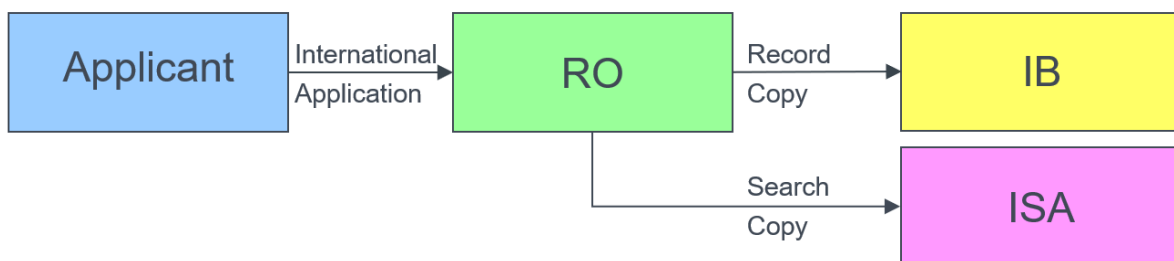 Applicant
International
Application
RO
Record
Copy
IB
Search
Copy
ISA